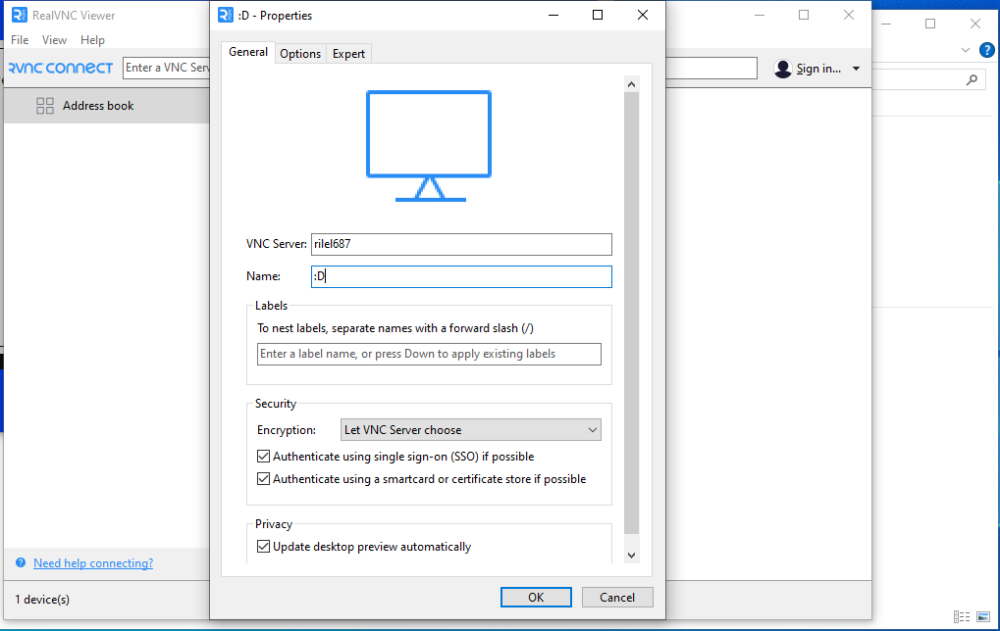 RealVNC Viewer
File View Help
RVNC CONNECT
Enter a VNC Serv
Sign in...
Address book
Need help connecting?
1 device(s)
:D - Properties
General Options Expert
VNC Server: rilel687
Name: :D
Labels
To nest labels, separate names with a forward slash (/)
Enter a label name, or press Down to apply existing labels
Security
Encryption: Let VNC Server choose
Authenticate using single sign-on (SSO) if possible
Authenticate using a smartcard or certificate store if possible
Privacy
Update desktop preview automatically
OK Cancel